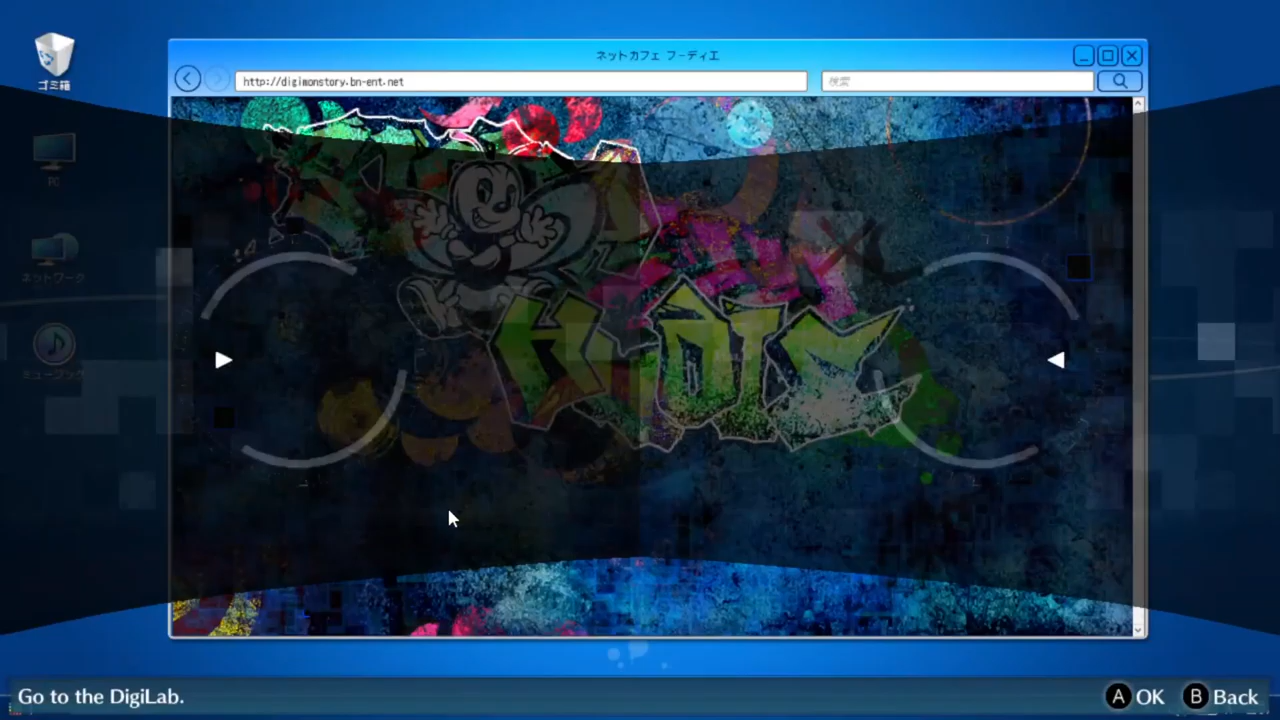 ネットカフェ フーディエ
http://digimonstory.bn-ent.net
検索
ゴミ箱
PC
ネットワーク
ミュージック
Go to the DigiLab.
A OK B Back